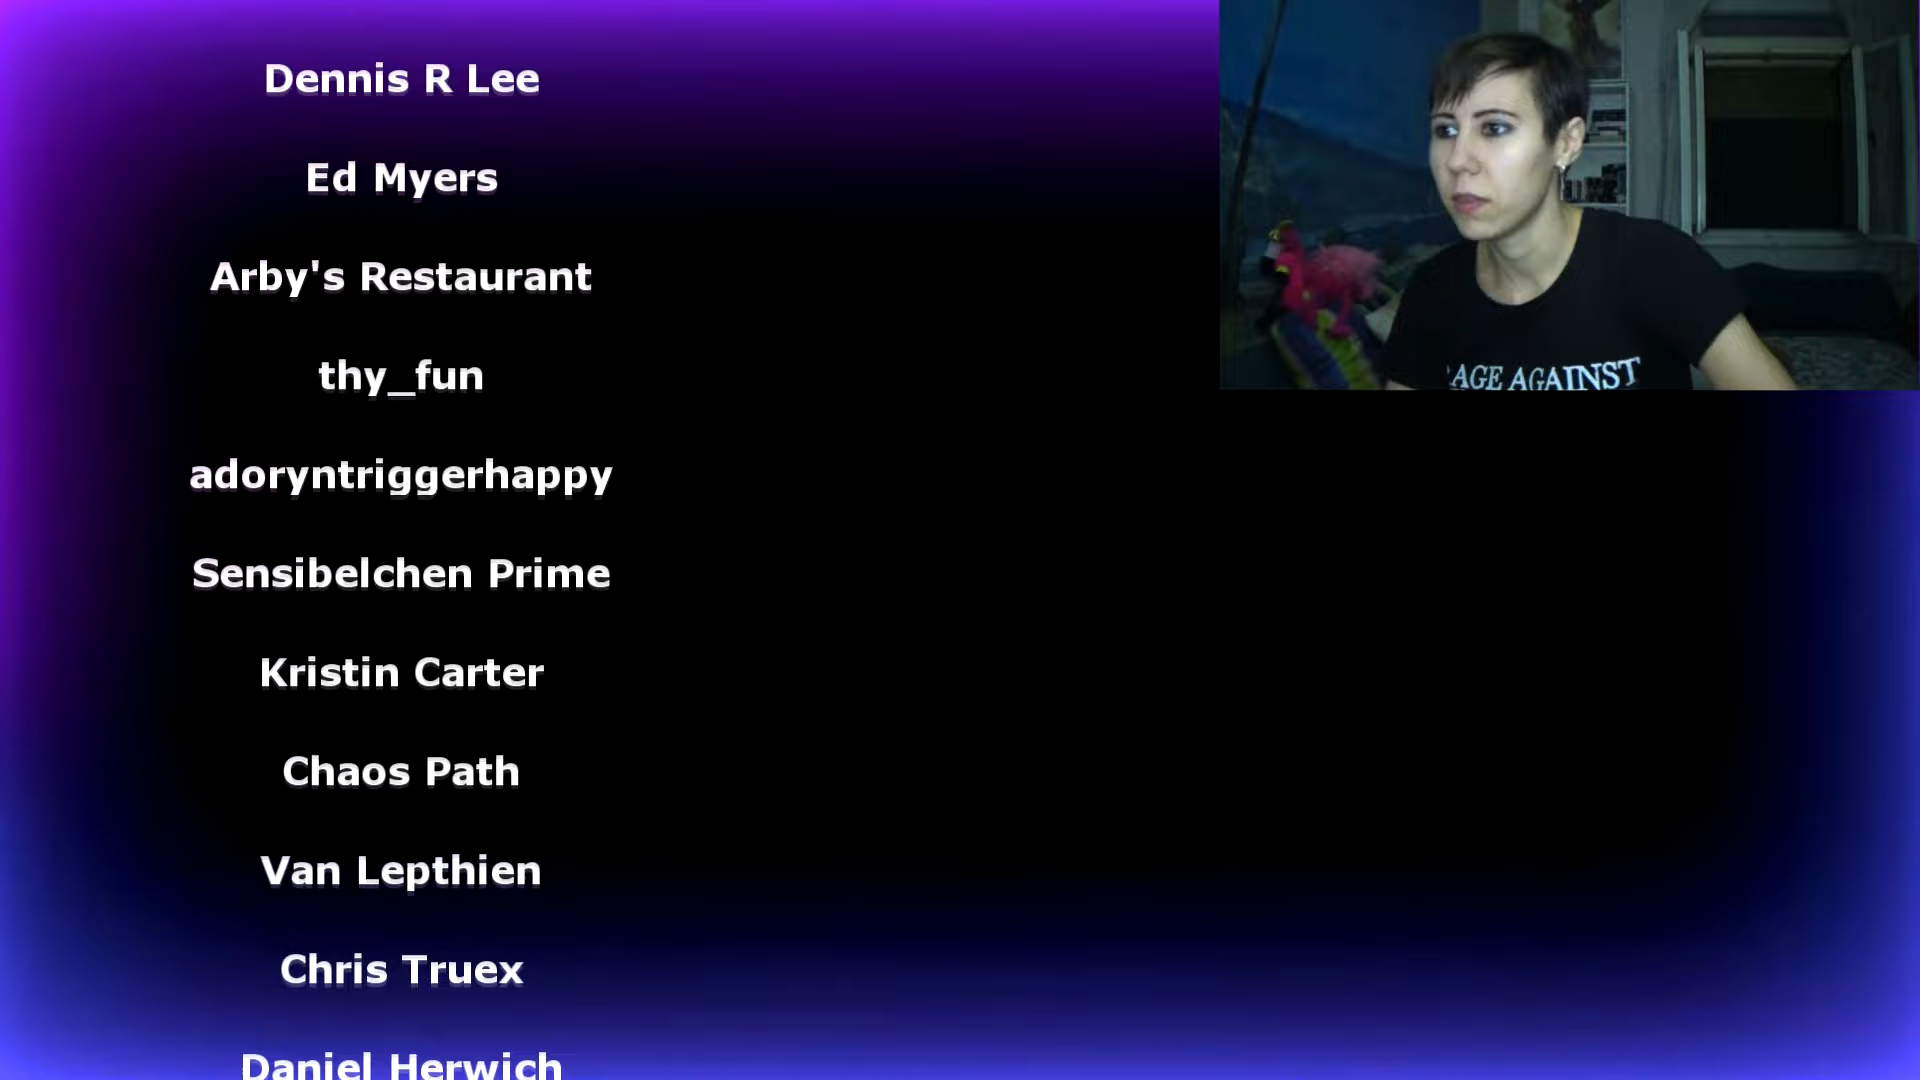 Dennis R Lee
Ed Myers
Arby's Restaurant
thy_fun
adoryntriggerhappy
Sensibelchen Prime
Kristin Carter
Chaos Path
Van Lepthien
Chris Truex
Daniel Herwich
AGE AGAINST